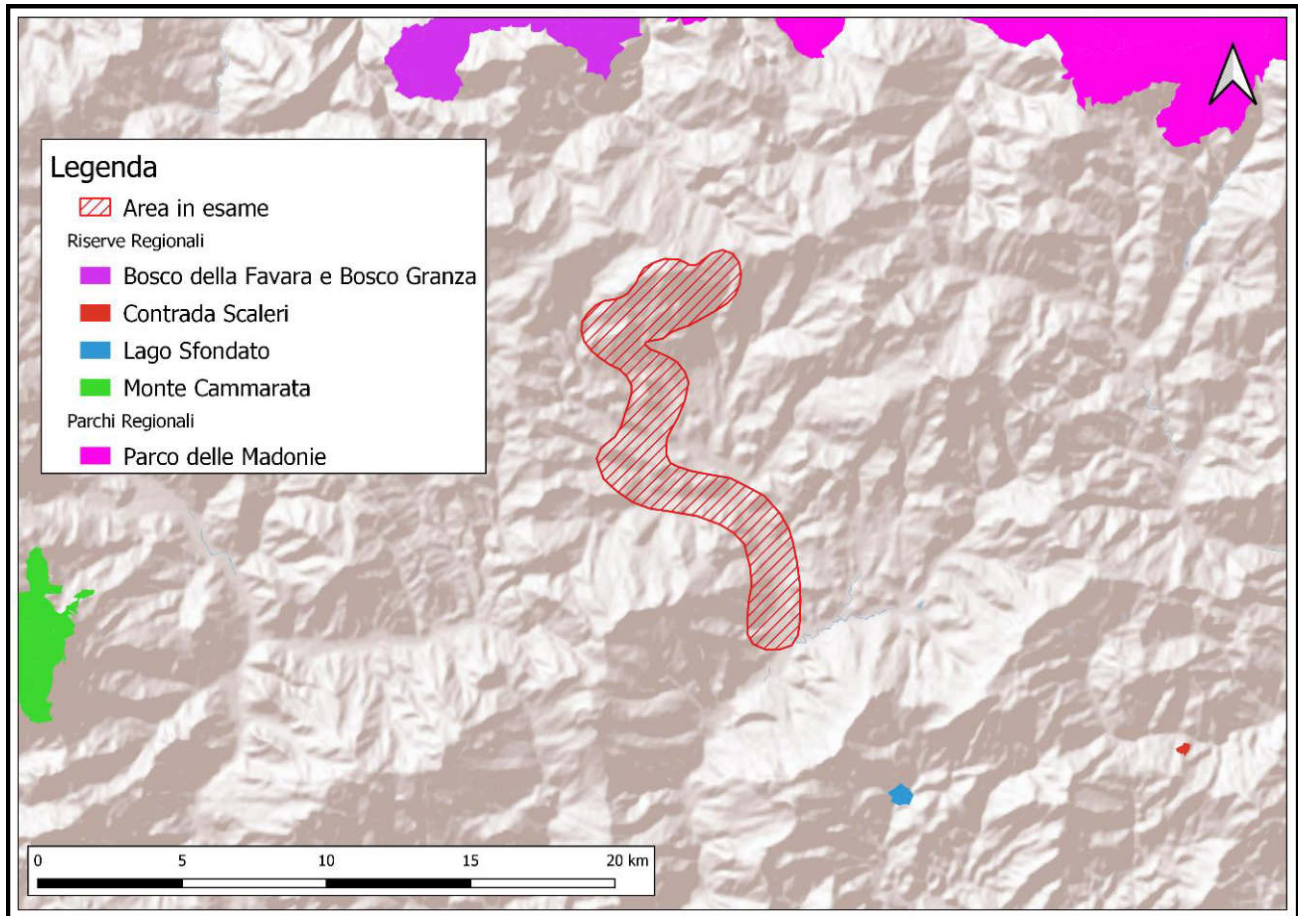 Legenda
Area in esame
Riserve Regionali
Bosco della Favara e Bosco Granza
Contrada Scaleri
Lago Sfondato
Monte Cammarata
Parchi Regionali
Parco delle Madonie
0 5 10 15 20 km